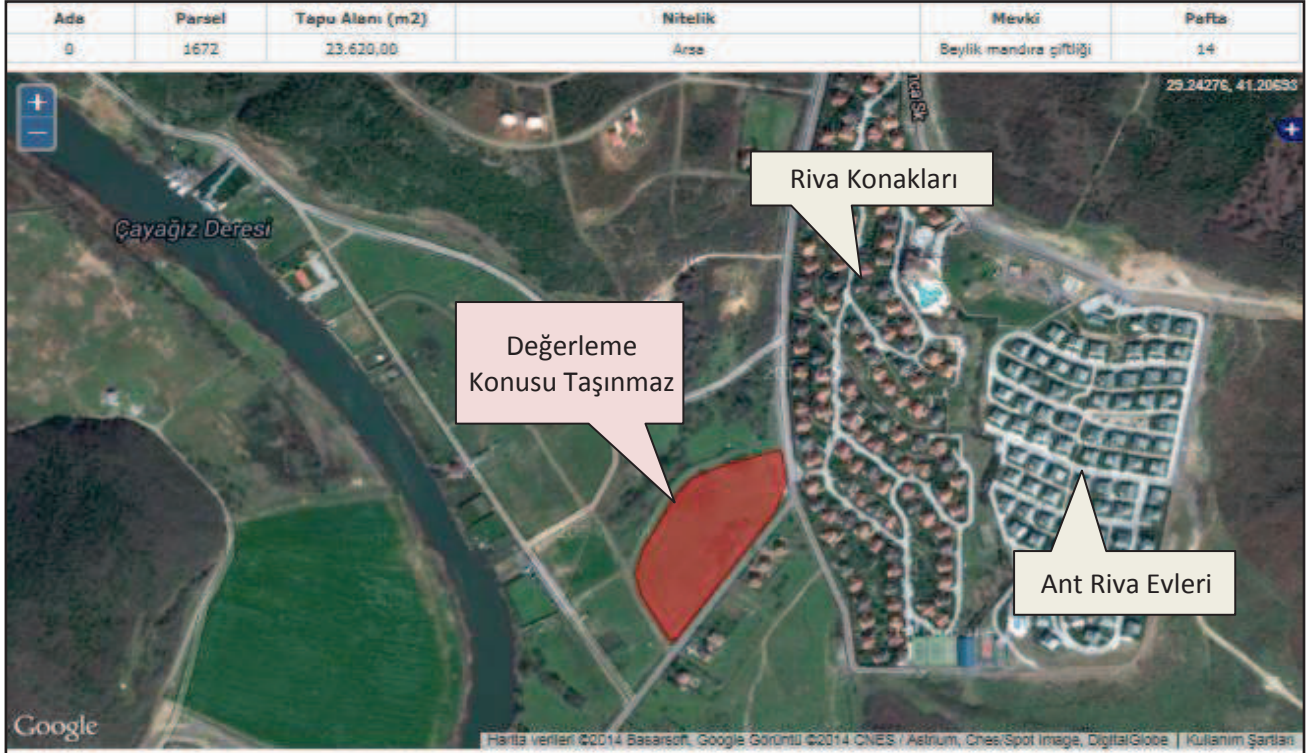 Ada Parsel Tapu Alanı (m2) Nitelik Mevki Pafta
0 1672 23.620,00 Arsa Beylik mandıra çiftliği 14
+
29.24276, 41.20693
−
+
Riva Konakları
Çayağız Deresi
Değerleme
Konusu Taşınmaz
Ant Riva Evleri
Google
Harita verileri ©2014 Basarsoft, Google Görüntü ©2014 CNES / Astrium, Cnes/Spot Image, DigitalGlobe | Kullanım Şartları